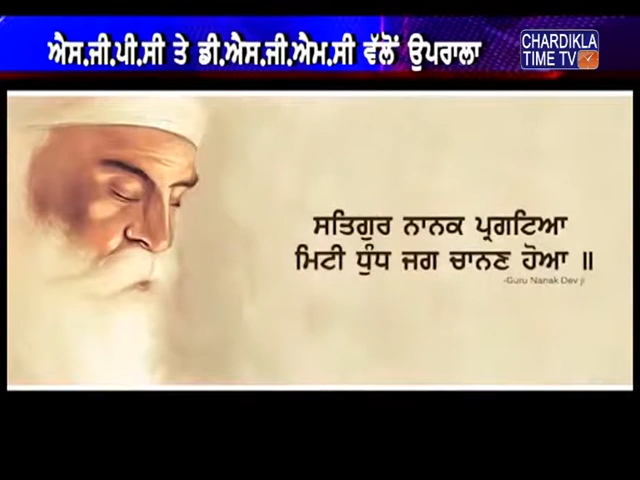 ਐਸ.ਜੀ.ਪੀ.ਸੀ ਤੇ ਡੀ.ਐਸ.ਜੀ.ਐਮ.ਸੀ ਵੱਲੋਂ ਉਪਰਾਲਾ
CHARDIKLA
TIME TV
ਸਤਿਗੁਰ ਨਾਨਕ ਪ੍ਰਗਟਿਆ
ਮਿਟੀ ਧੁੰਧ ਜਗ ਚਾਨਣ ਹੋਆ ॥
-Guru Nanak Dev ji